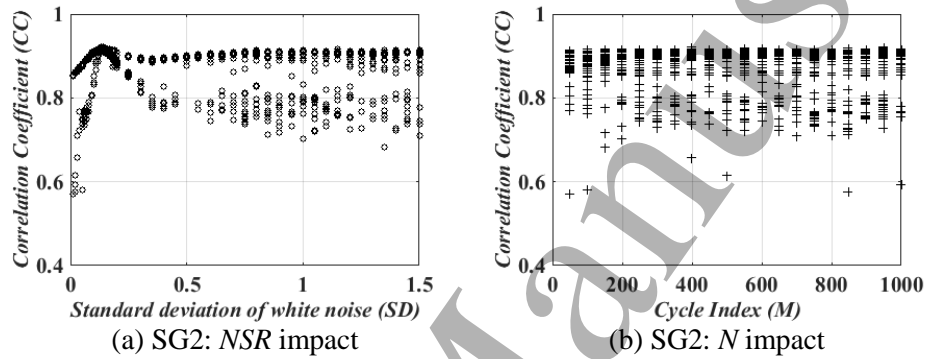 Correlation Coefficient (CC)
1
0.8
0.6
0.4
0
0.5
1
1.5
Standard deviation of white noise (SD)
(a) SG2: NSR impact
Correlation Coefficient (CC)
1
0.8
0.6
0.4
0
200
400
600
800
1000
Cycle Index (M)
(b) SG2: N impact
Manus